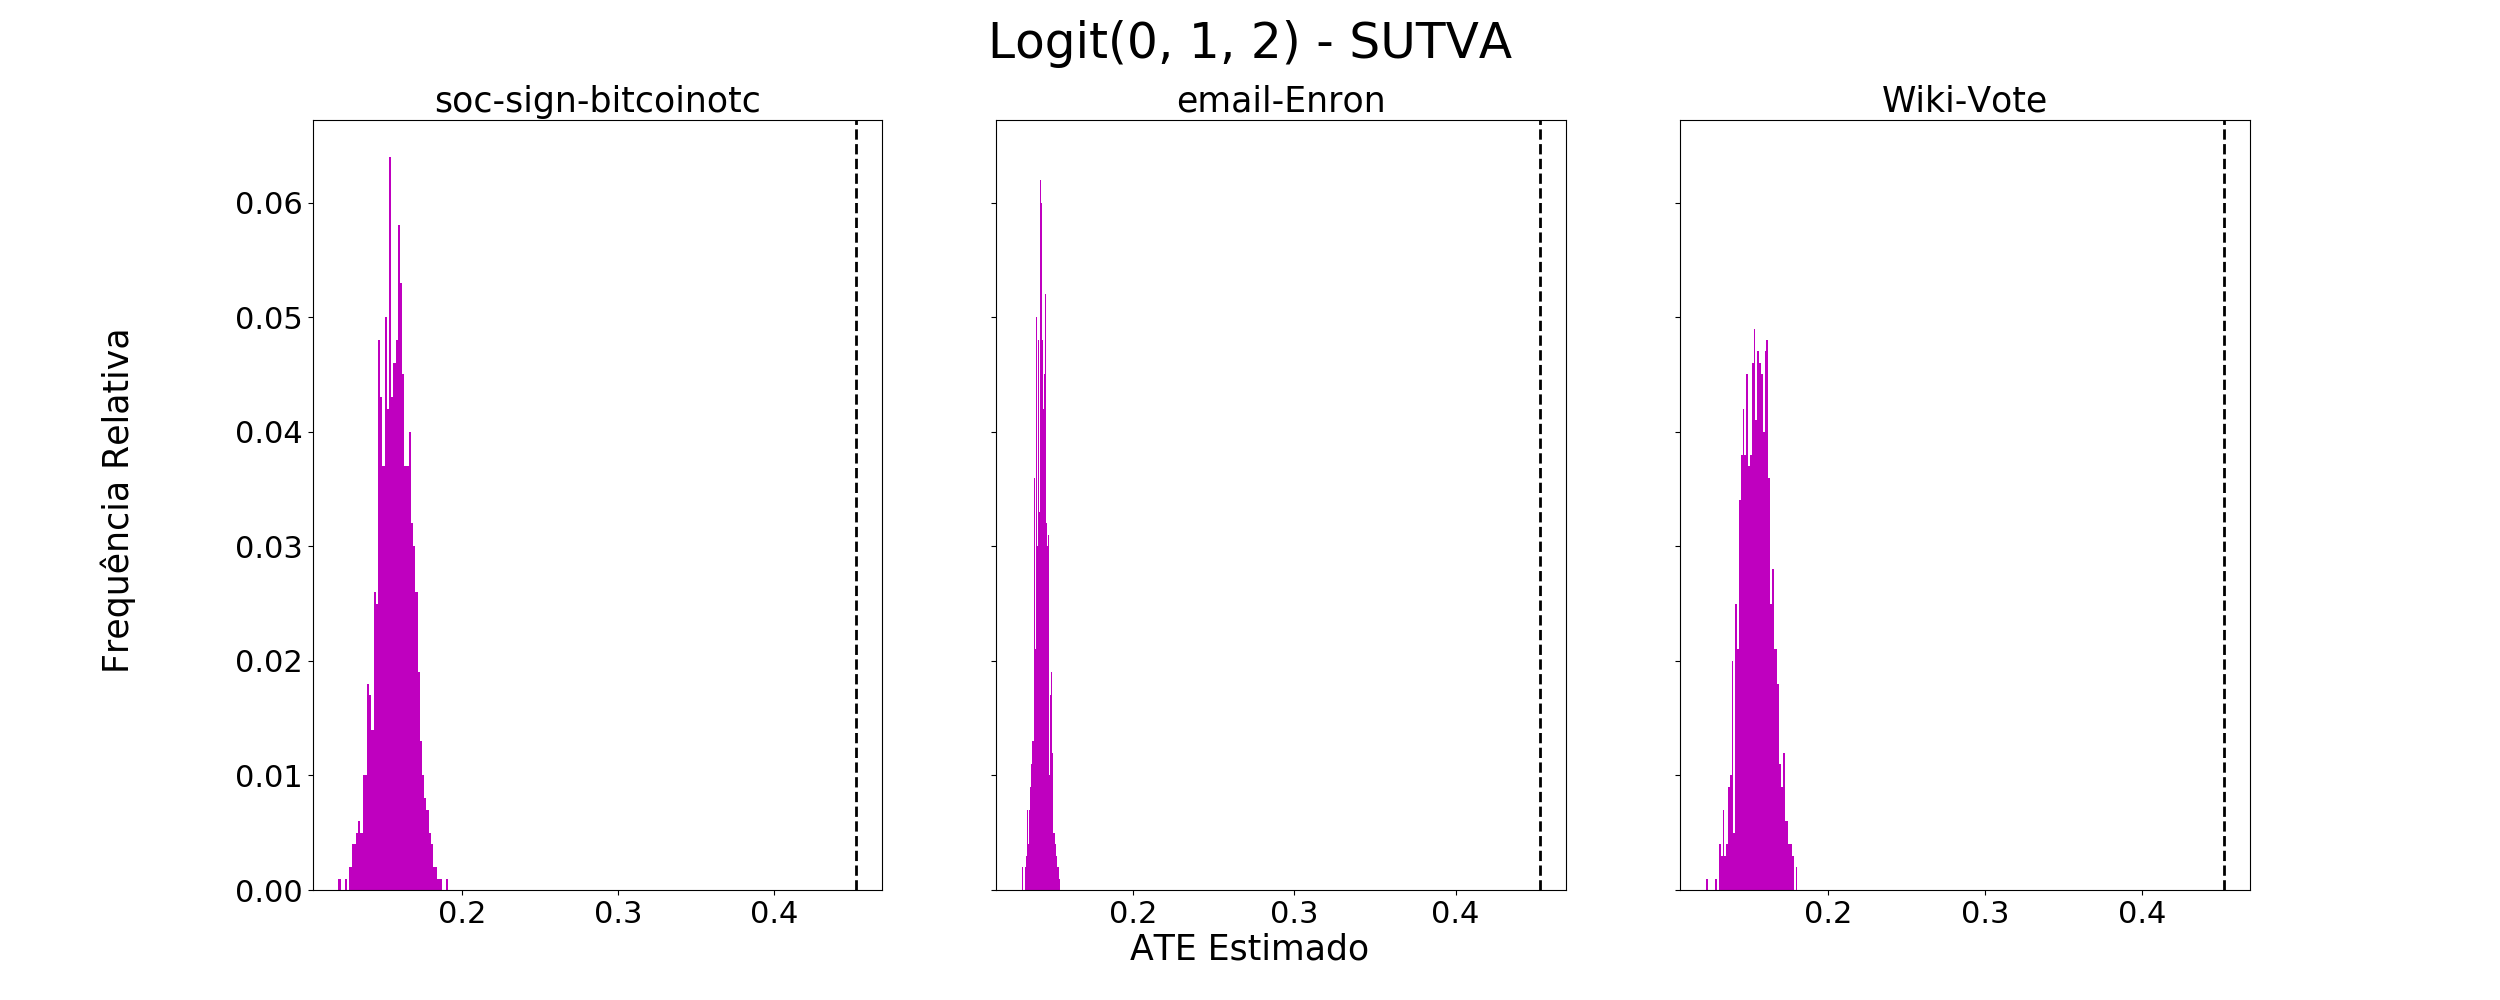 Logit(0, 1, 2) - SUTVA
soc-sign-bitcoinotc
email-Enron
Wiki-Vote
Frequência Relativa
0.06
0.05
0.04
0.03
0.02
0.01
0.00
0.2 0.3 0.4
0.2 0.3 0.4
0.2 0.3 0.4
ATE Estimado